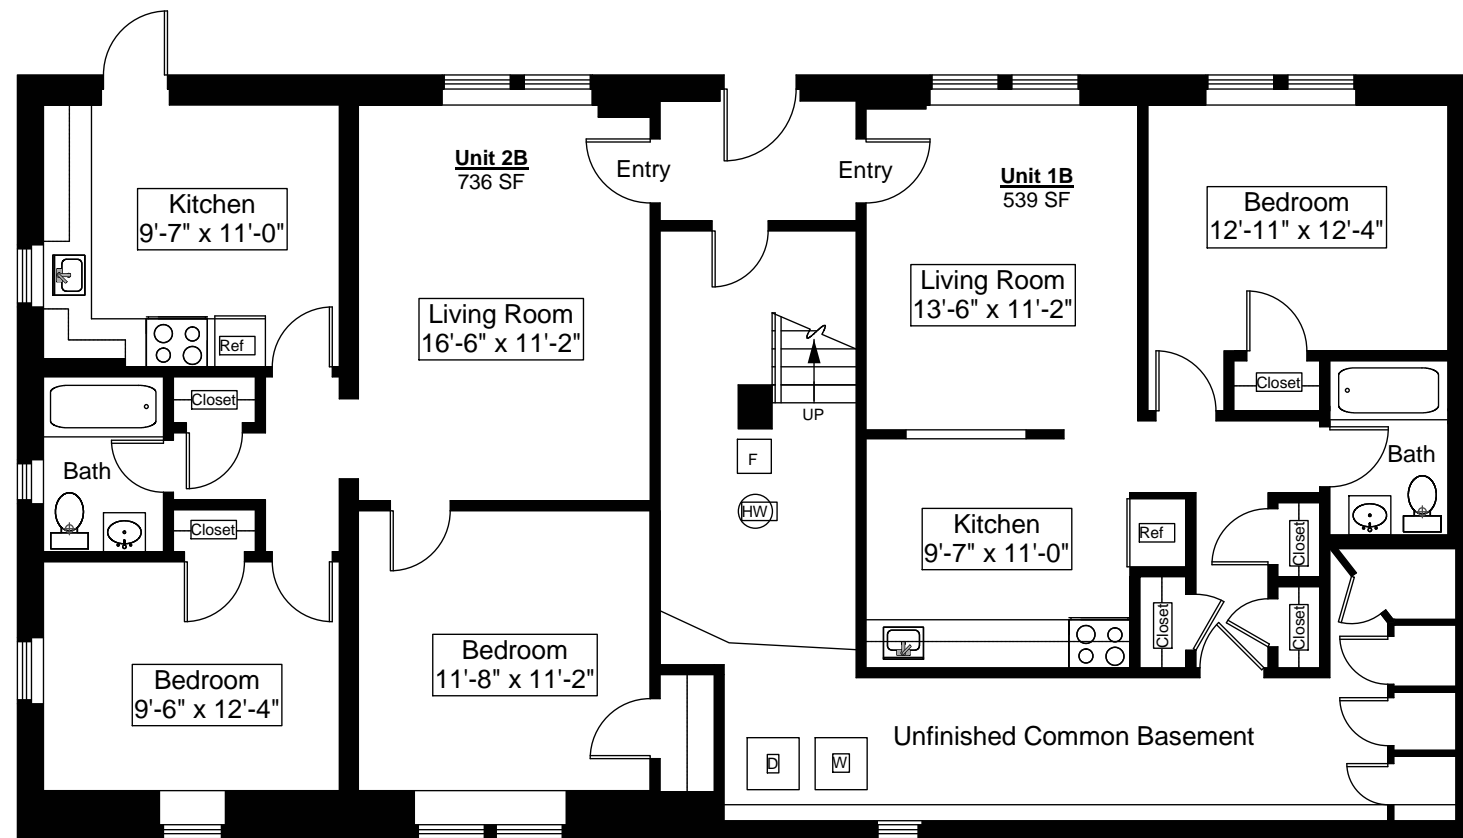 Unit 2B
736 SF
Entry
Entry
Unit 1B
539 SF
Kitchen
9'-7" x 11'-0"
Bedroom
12'-11" x 12'-4"
Living Room
16'-6" x 11'-2"
Living Room
13'-6" x 11'-2"
Ref
Closet
UP
Closet
Bath
F
Bath
HW
Closet
Kitchen
9'-7" x 11'-0"
Ref
Closet
Closet
Closet
Bedroom
9'-6" x 12'-4"
Bedroom
11'-8" x 11'-2"
Unfinished Common Basement
D
W